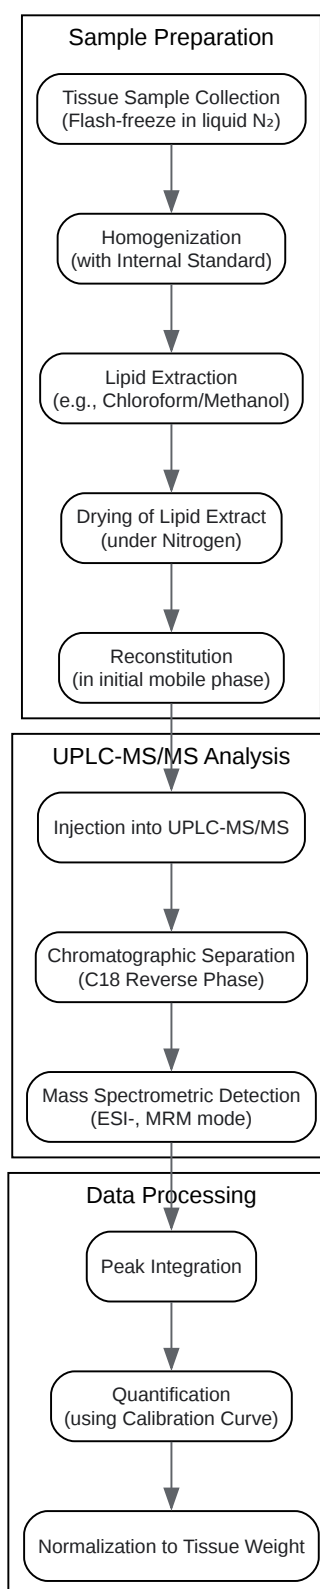 Sample Preparation
Tissue Sample Collection
(Flash-freeze in liquid N₂)
Homogenization
(with Internal Standard)
Lipid Extraction
(e.g., Chloroform/Methanol)
Drying of Lipid Extract
(under Nitrogen)
Reconstitution
(in initial mobile phase)
UPLC-MS/MS Analysis
Injection into UPLC-MS/MS
Chromatographic Separation
(C18 Reverse Phase)
Mass Spectrometric Detection
(ESI-, MRM mode)
Data Processing
Peak Integration
Quantification
(using Calibration Curve)
Normalization to Tissue Weight